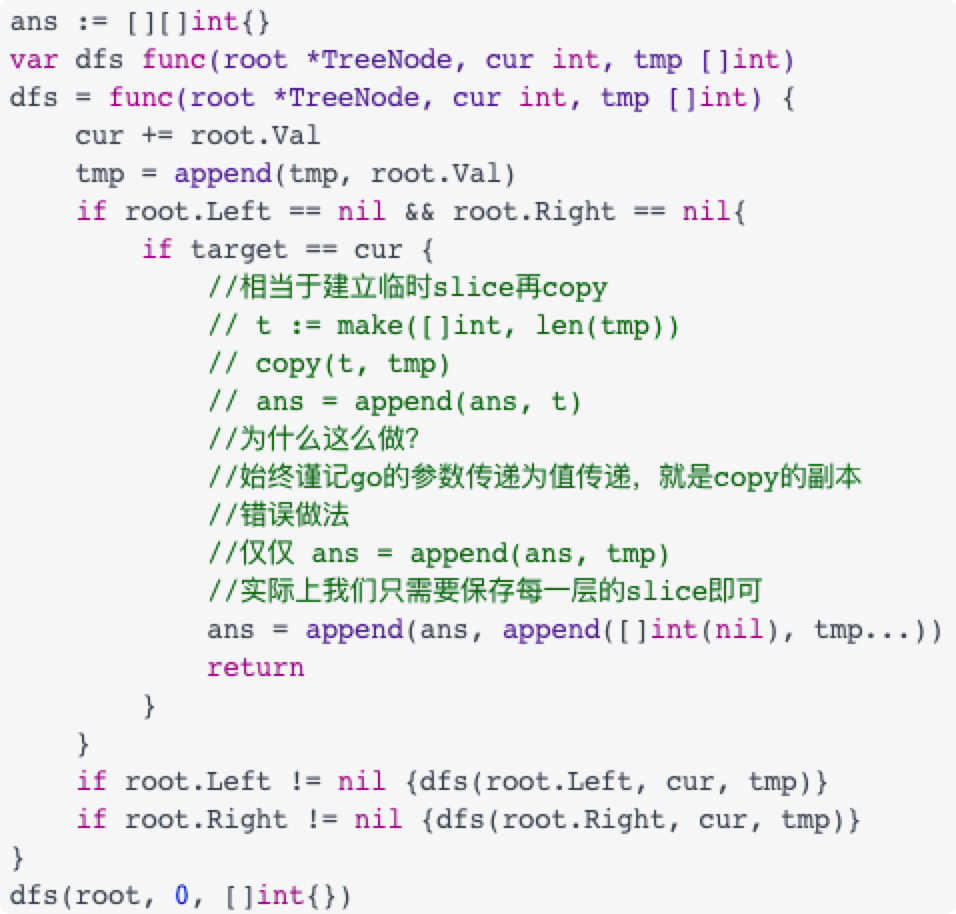 ans := [][]int{}
var dfs func(root *TreeNode, cur int, tmp []int)
dfs = func(root *TreeNode, cur int, tmp []int) {
    cur += root.Val
    tmp = append(tmp, root.Val)
    if root.Left == nil && root.Right == nil{
        if target == cur {
            //相当于建立临时slice再copy
            // t := make([]int, len(tmp))
            // copy(t, tmp)
            // ans = append(ans, t)
            //为什么这么做?
            //始终谨记go的参数传递为值传递，就是copy的副本
            //错误做法
            //仅仅 ans = append(ans, tmp)
            //实际上我们只需要保存每一层的slice即可
            ans = append(ans, append([]int(nil), tmp...))
            return
        }
    }
    if root.Left != nil {dfs(root.Left, cur, tmp)}
    if root.Right != nil {dfs(root.Right, cur, tmp)}
}
dfs(root, 0, []int{})